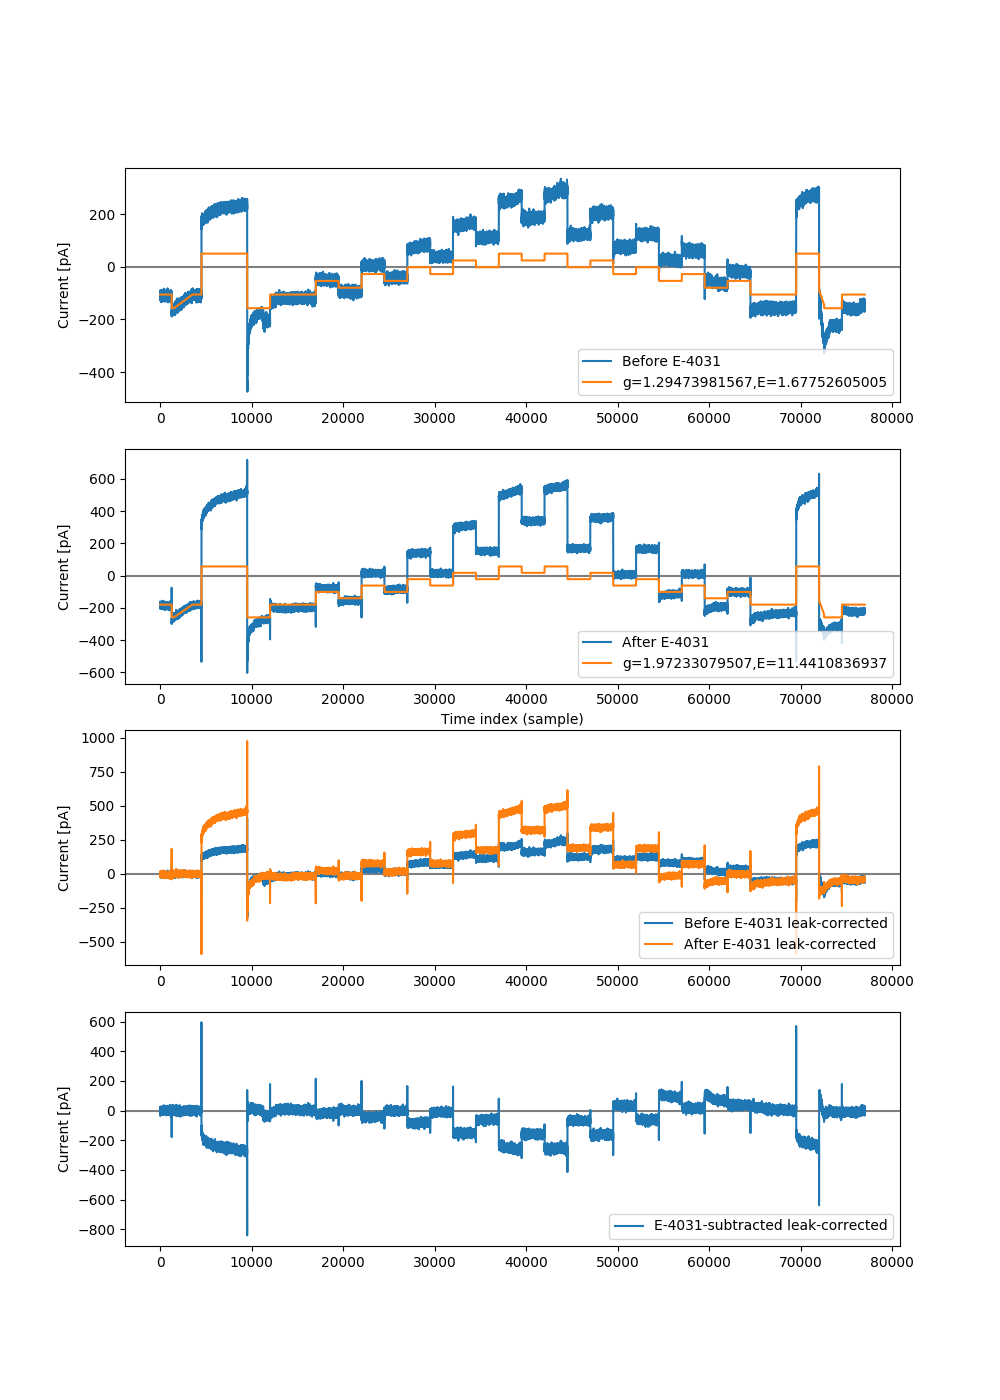 200
0
−200
−400
Current [pA]
Before E-4031
g=1.29473981567,E=1.67752605005
0 10000 20000 30000 40000 50000 60000 70000 80000
600
400
200
0
−200
−400
−600
Current [pA]
After E-4031
g=1.97233079507,E=11.4410836937
0 10000 20000 30000 40000 50000 60000 70000 80000
Time index (sample)
1000
750
500
250
0
−250
−500
Current [pA]
Before E-4031 leak-corrected
After E-4031 leak-corrected
0 10000 20000 30000 40000 50000 60000 70000 80000
600
400
200
0
−200
−400
−600
−800
Current [pA]
E-4031-subtracted leak-corrected
0 10000 20000 30000 40000 50000 60000 70000 80000